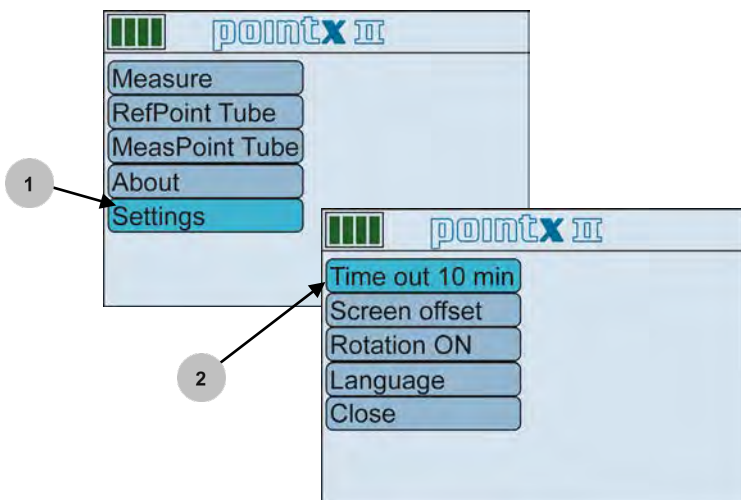 pointx II
Measure
RefPoint Tube
MeasPoint Tube
About
1
Settings
pointx II
Time out 10 min
Screen offset
Rotation ON
2
Language
Close